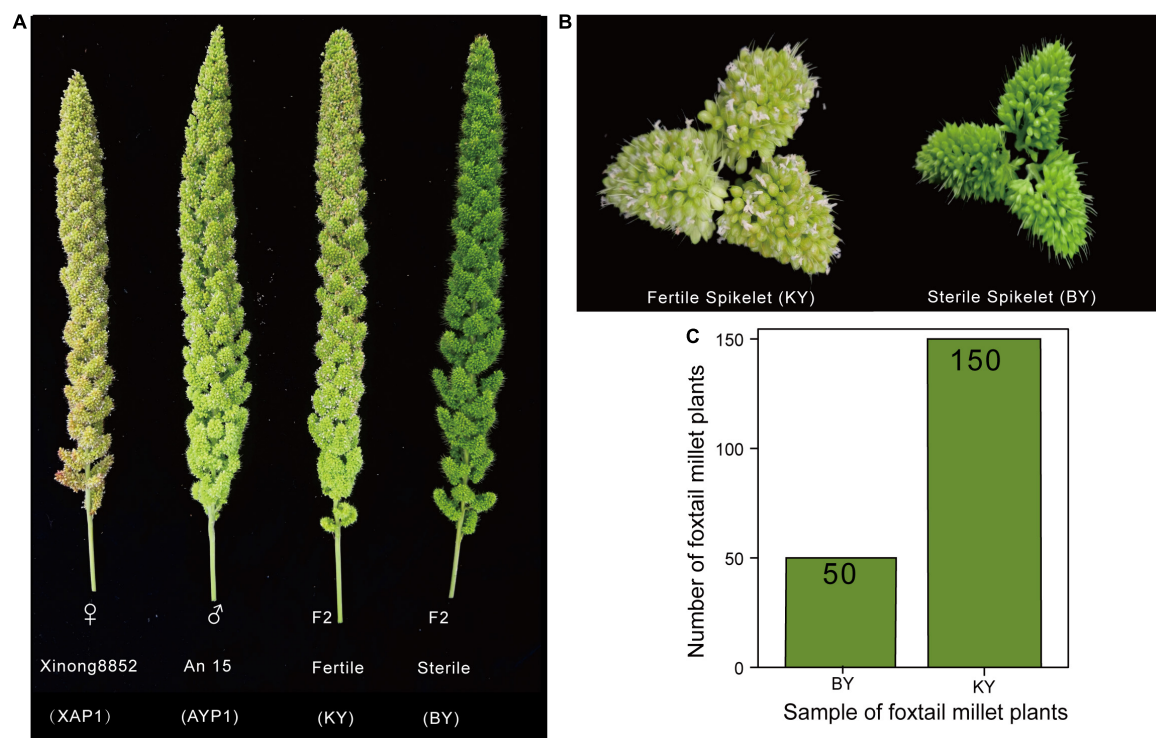 A
♀
♂
F2
F2
Xinong8852
An 15
Fertile
Sterile
(XAP1)
(AYP1)
(KY)
(BY)
B
Fertile Spikelet (KY)
Sterile Spikelet (BY)
C
Number of foxtail millet plants
150
100
50
0
50
150
BY
KY
Sample of foxtail millet plants